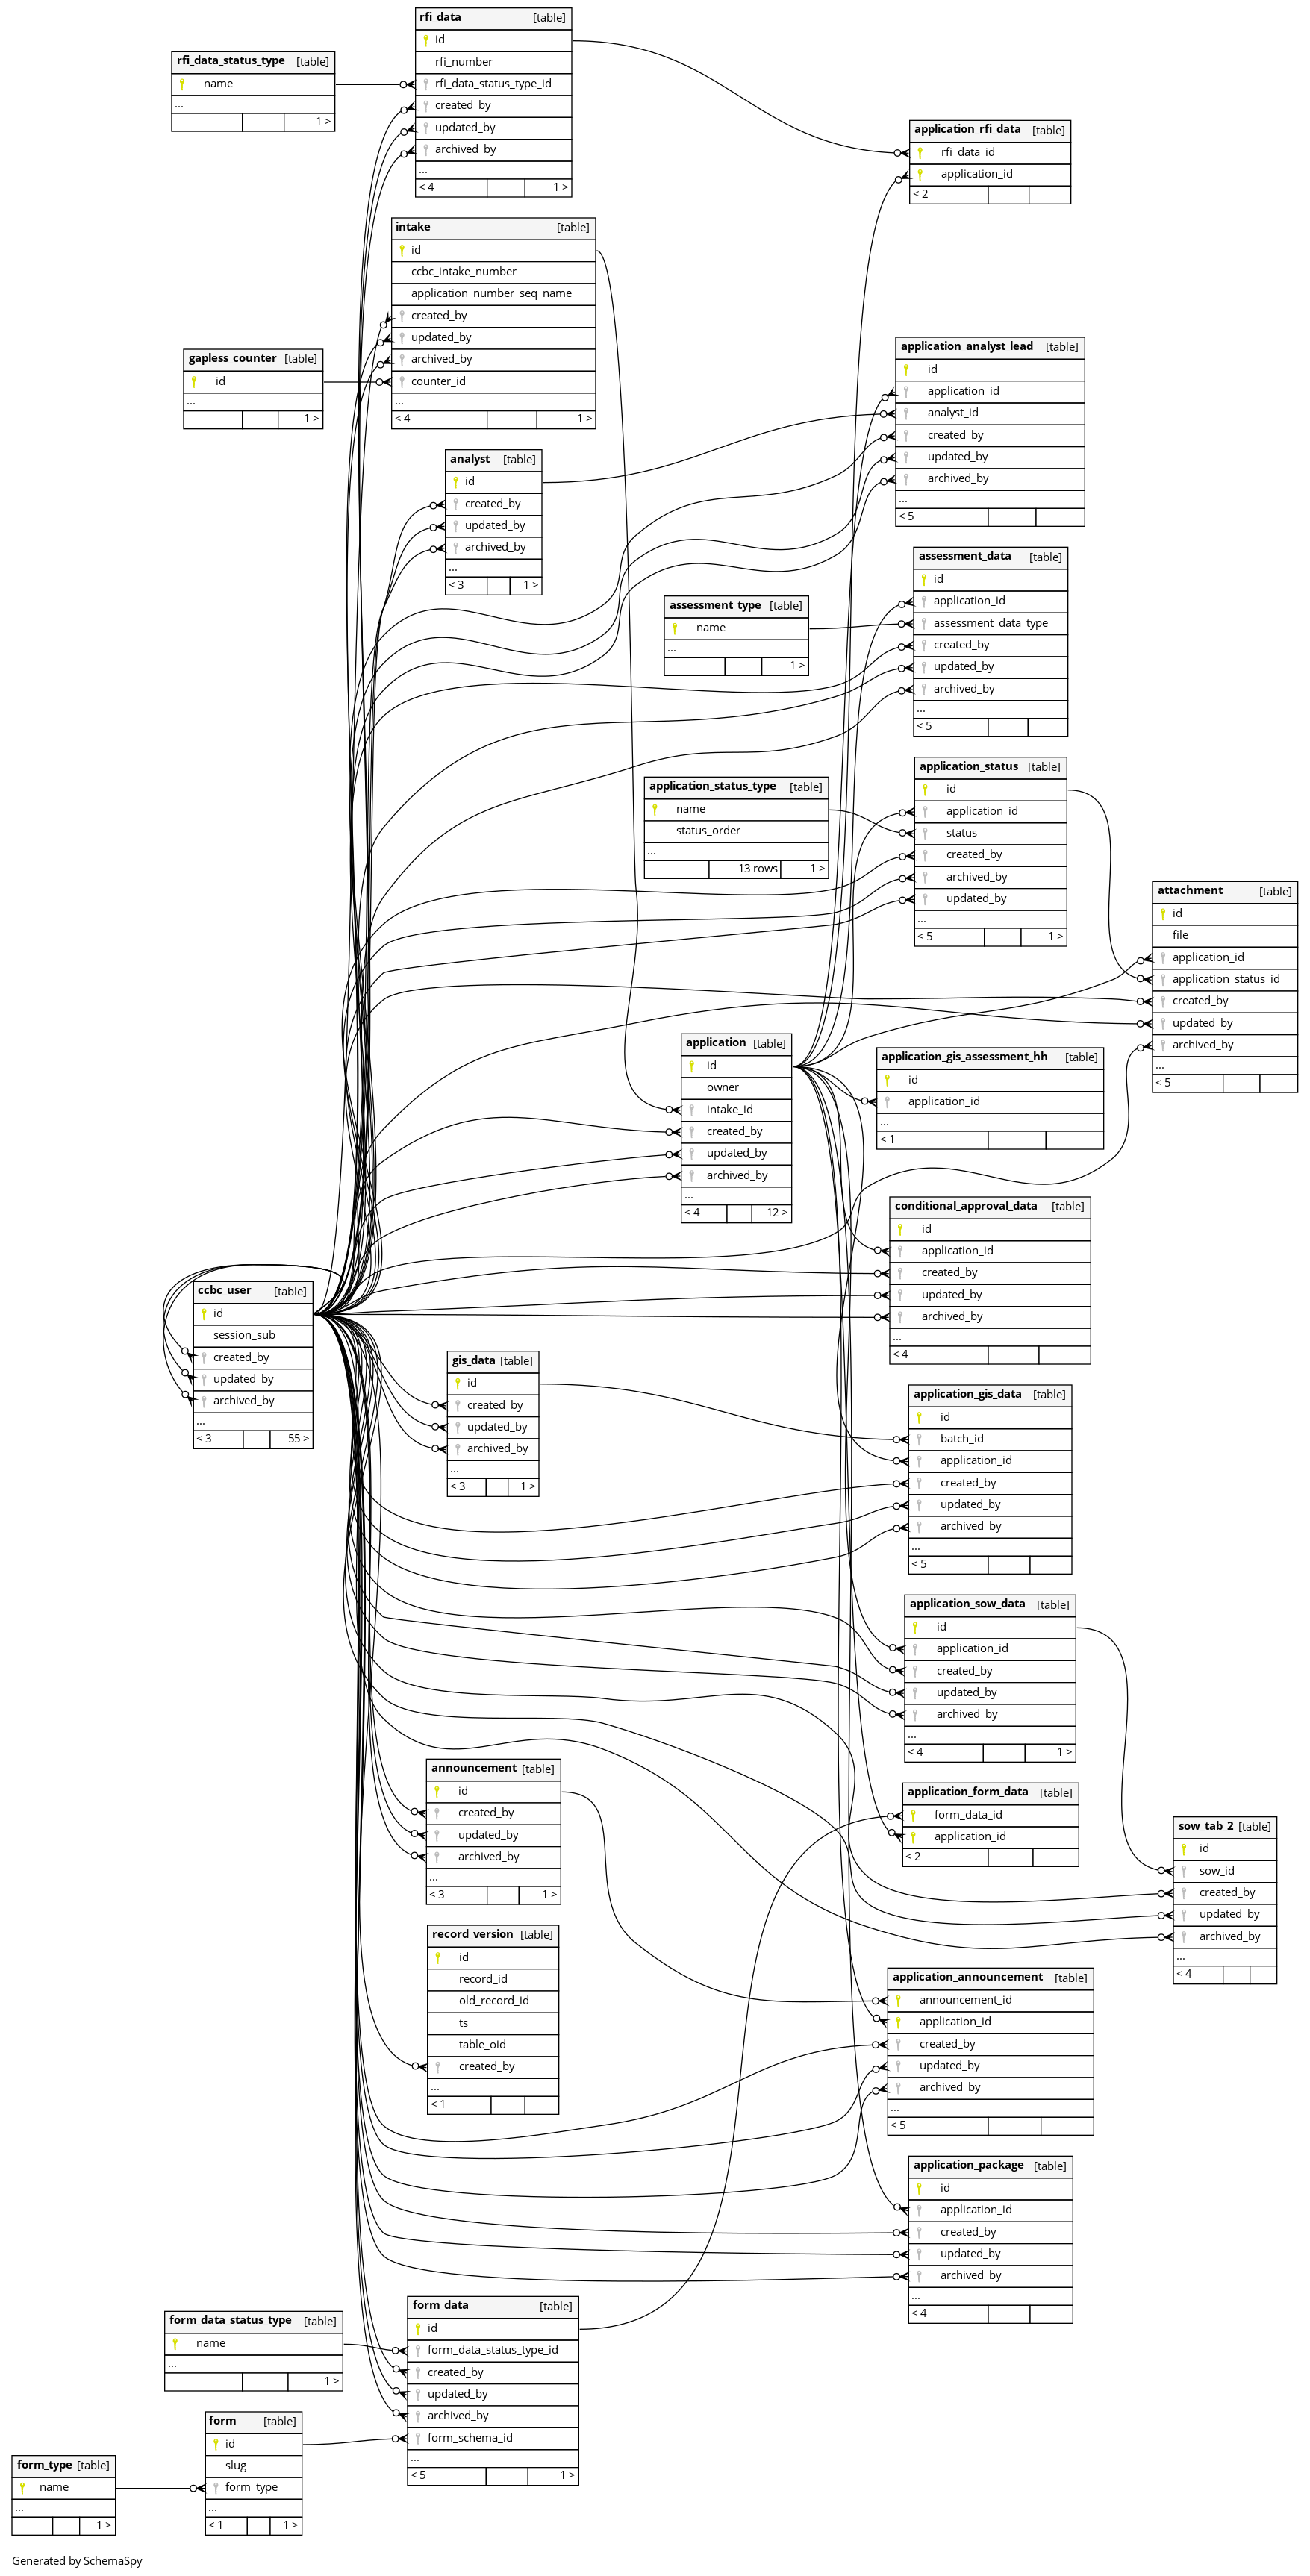 rfi_data [table]
id
rfi_number
rfi_data_status_type_id
created_by
updated_by
archived_by
...
< 4 1 >
rfi_data_status_type [table]
name
...
1 >
application_rfi_data [table]
rfi_data_id
application_id
< 2
intake [table]
id
ccbc_intake_number
application_number_seq_name
created_by
updated_by
archived_by
counter_id
...
< 4 1 >
gapless_counter [table]
id
...
1 >
application_analyst_lead [table]
id
application_id
analyst_id
created_by
updated_by
archived_by
...
< 5
analyst [table]
id
created_by
updated_by
archived_by
...
< 3 1 >
assessment_data [table]
id
application_id
assessment_data_type
created_by
updated_by
archived_by
...
< 5
assessment_type [table]
name
...
1 >
application_status [table]
id
application_id
status
created_by
archived_by
updated_by
...
< 5 1 >
application_status_type [table]
name
status_order
...
13 rows 1 >
attachment [table]
id
file
application_id
application_status_id
created_by
updated_by
archived_by
...
< 5
application [table]
id
owner
intake_id
created_by
updated_by
archived_by
...
< 4 12 >
application_gis_assessment_hh [table]
id
application_id
...
< 1
conditional_approval_data [table]
id
application_id
created_by
updated_by
archived_by
...
< 4
ccbc_user [table]
id
session_sub
created_by
updated_by
archived_by
...
< 3 55 >
gis_data [table]
id
created_by
updated_by
archived_by
...
< 3 1 >
application_gis_data [table]
id
batch_id
application_id
created_by
updated_by
archived_by
...
< 5
application_sow_data [table]
id
application_id
created_by
updated_by
archived_by
...
< 4 1 >
announcement [table]
id
created_by
updated_by
archived_by
...
< 3 1 >
application_form_data [table]
form_data_id
application_id
< 2
sow_tab_2 [table]
id
sow_id
created_by
updated_by
archived_by
...
< 4
record_version [table]
id
record_id
old_record_id
ts
table_oid
created_by
...
< 1
application_announcement [table]
announcement_id
application_id
created_by
updated_by
archived_by
...
< 5
application_package [table]
id
application_id
created_by
updated_by
archived_by
...
< 4
form_data [table]
id
form_data_status_type_id
created_by
updated_by
archived_by
form_schema_id
...
< 5 1 >
form_data_status_type [table]
name
...
1 >
form [table]
id
slug
form_type
...
< 1 1 >
form_type [table]
name
...
1 >
Generated by SchemaSpy